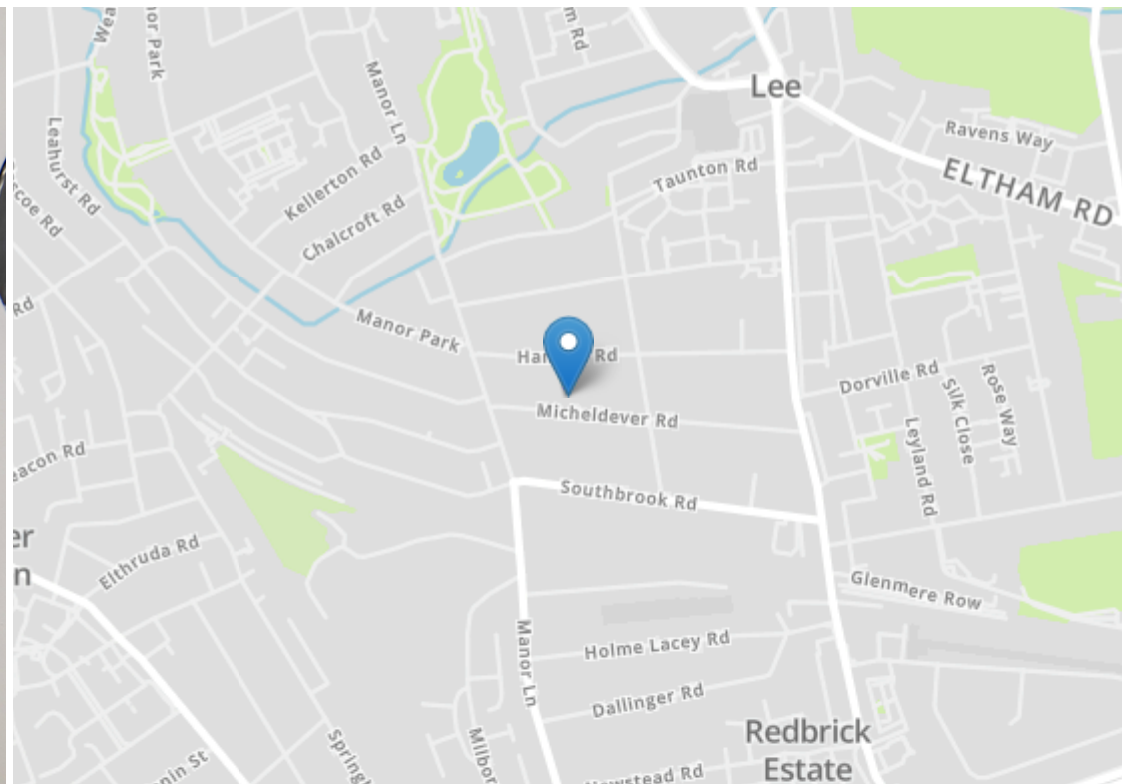 Manor Ln
Lee
Ravens Way
ELTHAM RD
Taunton Rd
Leahurst Rd
Kellerton Rd
Chalcroft Rd
Manor Park
Micheldever Rd
Dorville Rd
Rose Way
Silk Close
Leyland Rd
Southbrook Rd
Elthruda Rd
Glenmere Row
Manor Ln
Holme Lacey Rd
Dallinger Rd
Redbrick
Estate